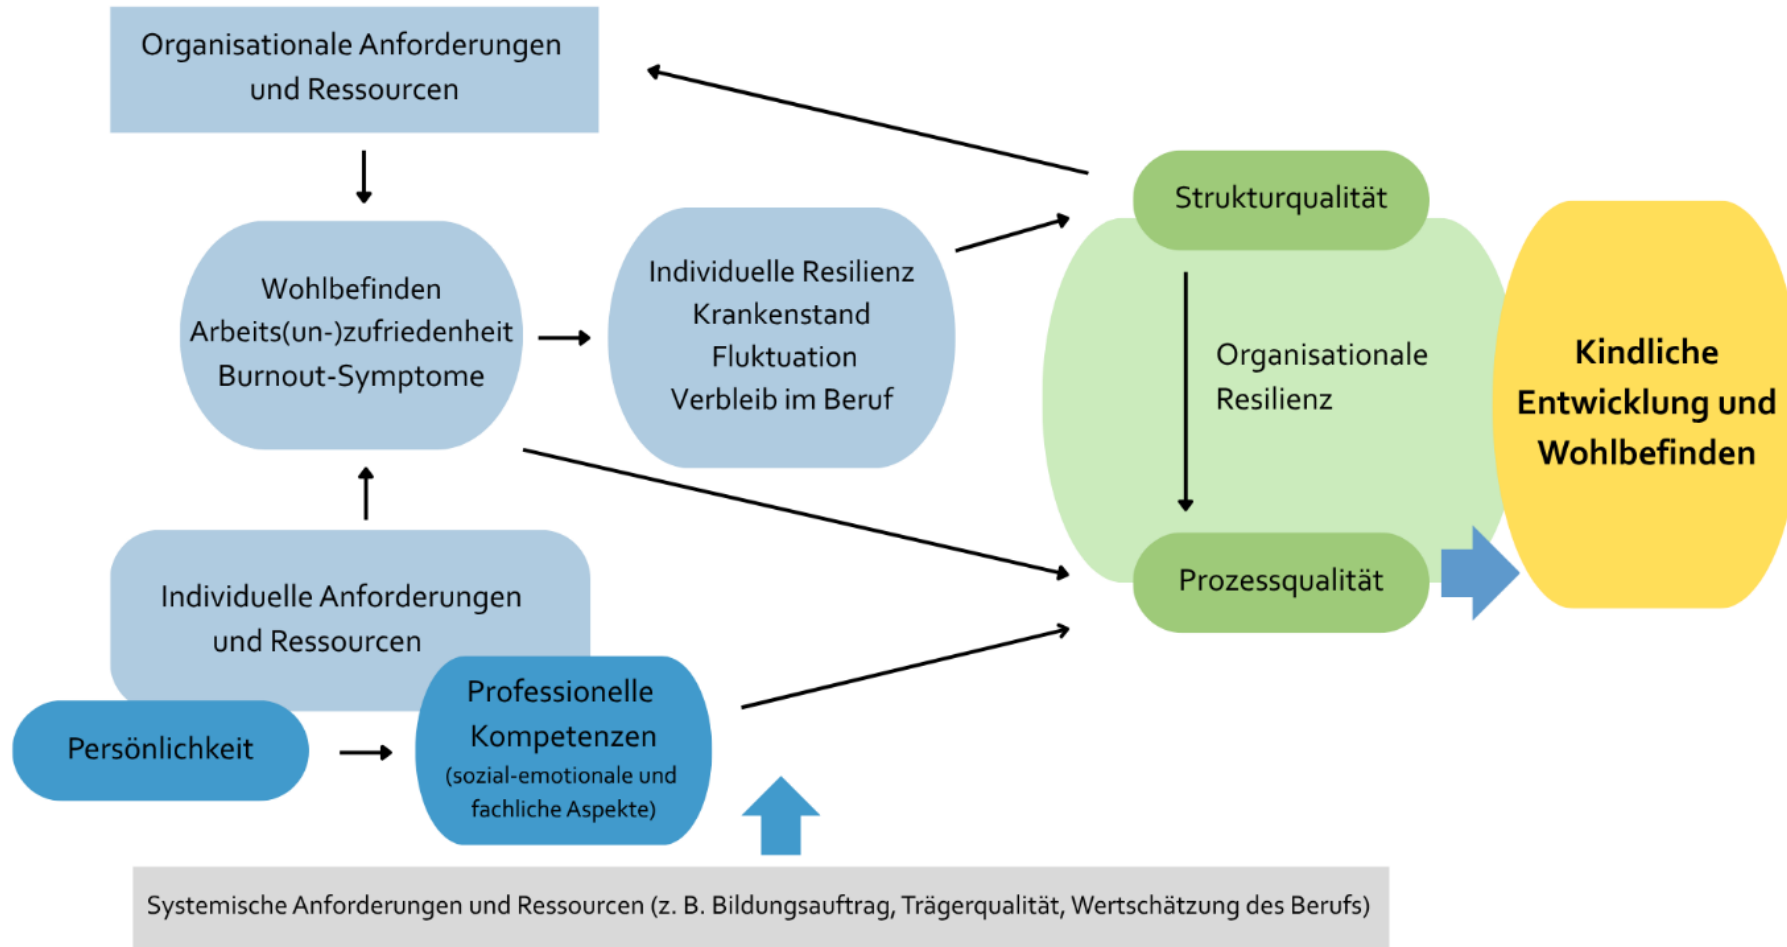 Organisationale Anforderungen
und Ressourcen
Strukturqualität
Wohlbefinden
Arbeits(un-)zufriedenheit
Burnout-Symptome
Individuelle Resilienz
Krankenstand
Fluktuation
Verbleib im Beruf
Organisationale
Resilienz
Kindliche
Entwicklung und
Wohlbefinden
Individuelle Anforderungen
und Ressourcen
Prozessqualität
Persönlichkeit
Professionelle
Kompetenzen
(sozial-emotionale und
fachliche Aspekte)
Systemische Anforderungen und Ressourcen (z. B. Bildungsauftrag, Trägerqualität, Wertschätzung des Berufs)